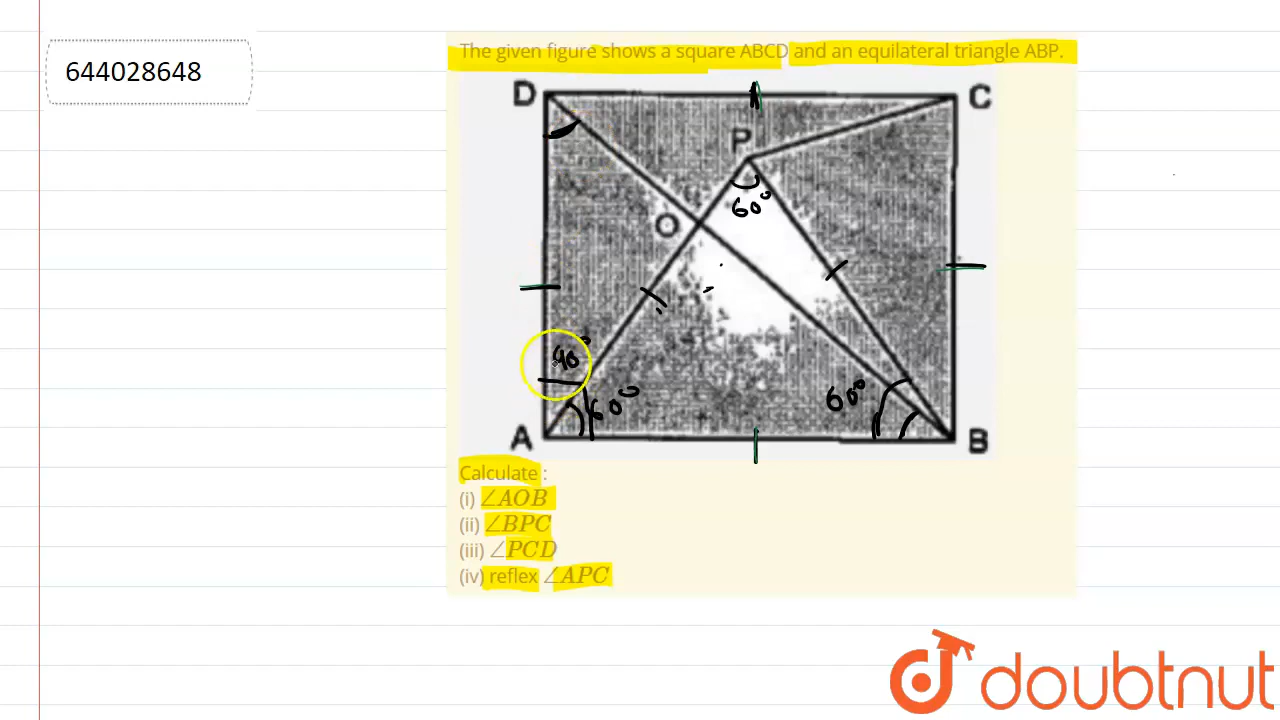 644028648
The given figure shows a square ABCD and an equilateral triangle ABP.
D
C
P
60°
O
90°
60°
60°
A
B
Calculate :
(i) ∠AOB
(ii) ∠BPC
(iii) ∠PCD
(iv) reflex ∠APC
doubtnut